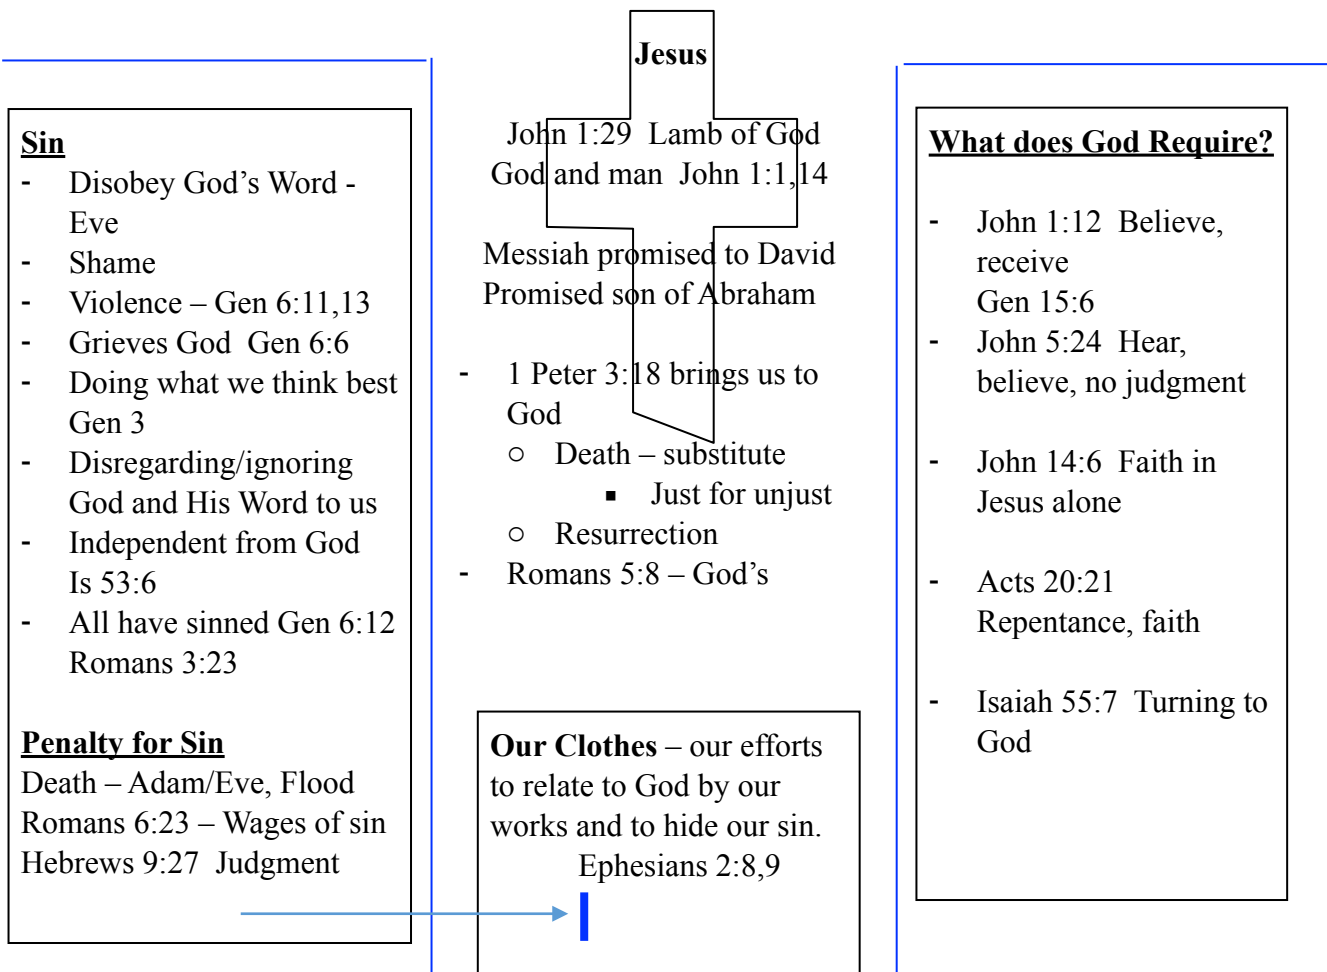 Sin
- Disobey God’s Word -
Eve
- Shame
- Violence – Gen 6:11,13
- Grieves God  Gen 6:6
- Doing what we think best
Gen 3
- Disregarding/ignoring
God and His Word to us
- Independent from God
Is 53:6
- All have sinned Gen 6:12
Romans 3:23
Penalty for Sin
Death – Adam/Eve, Flood
Romans 6:23 – Wages of sin
Hebrews 9:27  Judgment
Jesus
John 1:29  Lamb of God
God and man  John 1:1,14
Messiah promised to David
Promised son of Abraham
- 1 Peter 3:18 brings us to
God
○ Death – substitute
▪ Just for unjust
○ Resurrection
- Romans 5:8 – God’s
Our Clothes – our efforts
to relate to God by our
works and to hide our sin.
Ephesians 2:8,9
What does God Require?
- John 1:12  Believe,
receive
Gen 15:6
- John 5:24  Hear,
believe, no judgment
- John 14:6  Faith in
Jesus alone
- Acts 20:21
Repentance, faith
- Isaiah 55:7  Turning to
God